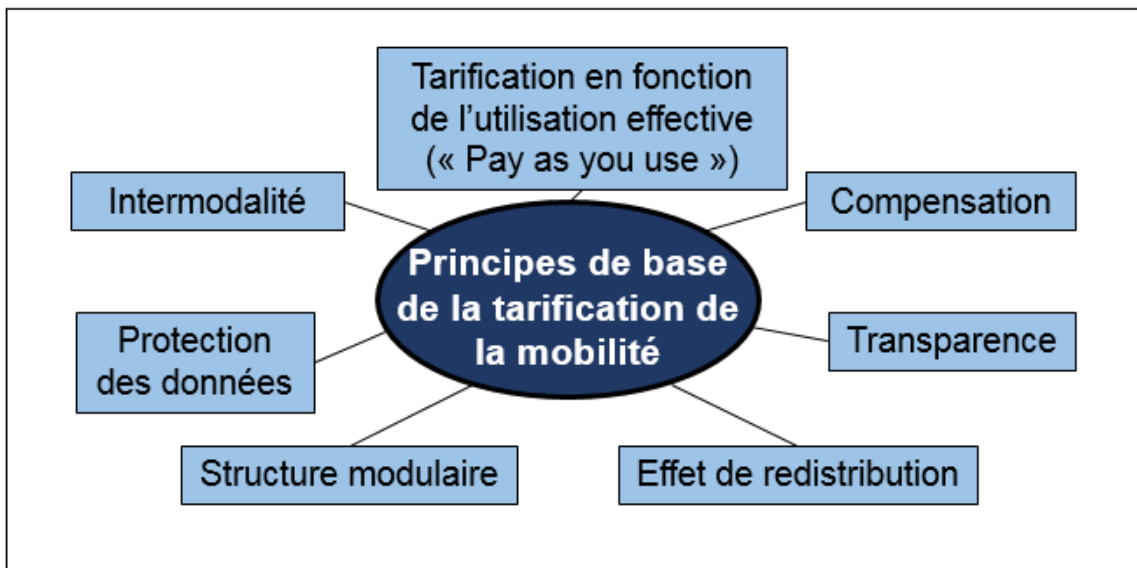 Tarification en fonction
de l’utilisation effective
(« Pay as you use »)
Intermodalité
Compensation
Principes de base
de la tarification de
la mobilité
Protection
des données
Transparence
Structure modulaire
Effet de redistribution